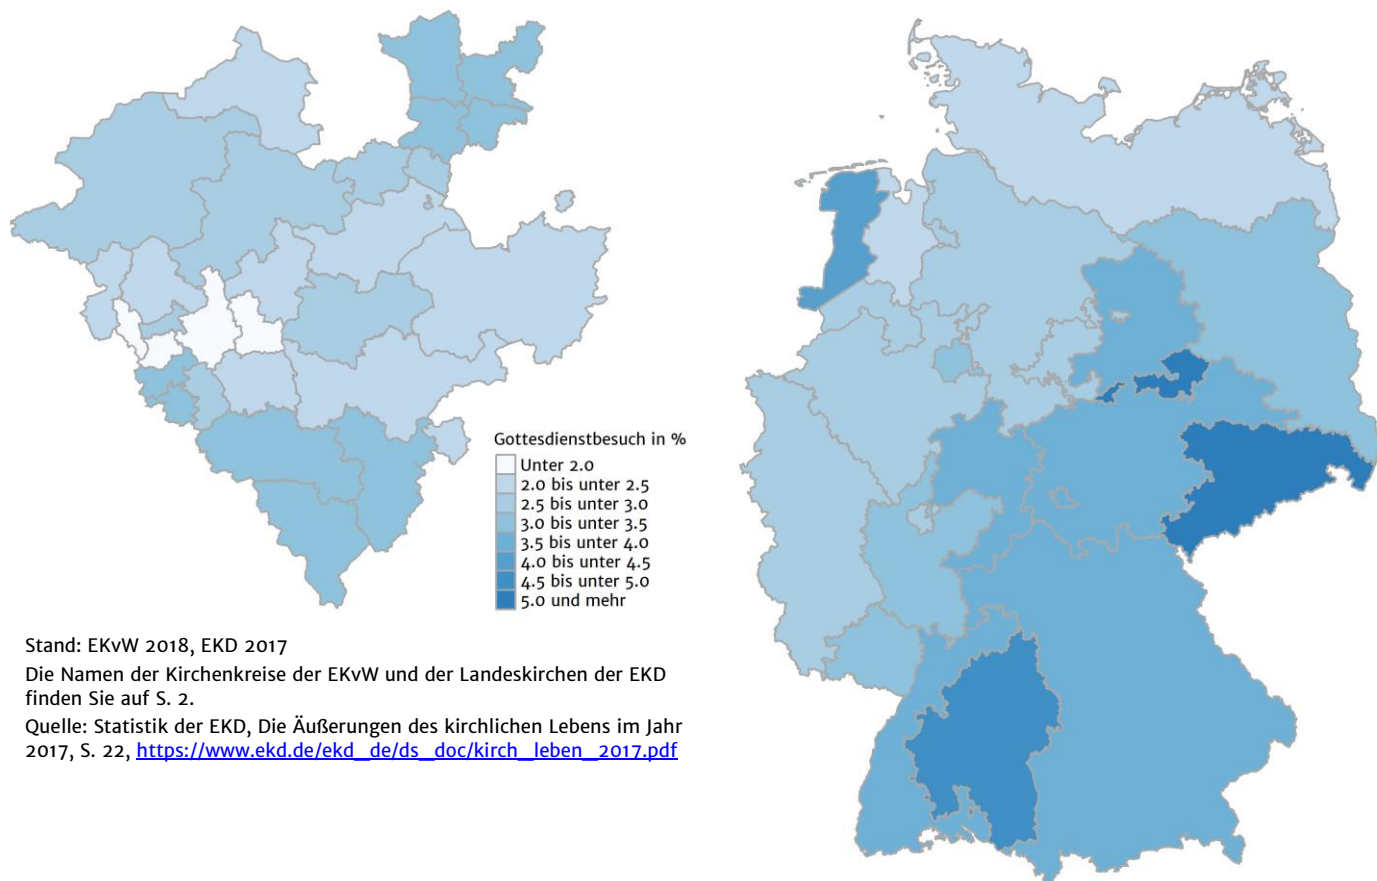 Gottesdienstbesuch in %
Unter 2.0
2.0 bis unter 2.5
2.5 bis unter 3.0
3.0 bis unter 3.5
3.5 bis unter 4.0
4.0 bis unter 4.5
4.5 bis unter 5.0
5.0 und mehr
Stand: EKvW 2018, EKD 2017
Die Namen der Kirchenkreise der EKvW und der Landeskirchen der EKD
finden Sie auf S. 2.
Quelle: Statistik der EKD, Die Äußerungen des kirchlichen Lebens im Jahr
2017, S. 22, https://www.ekd.de/ekd_de/ds_doc/kirch_leben_2017.pdf